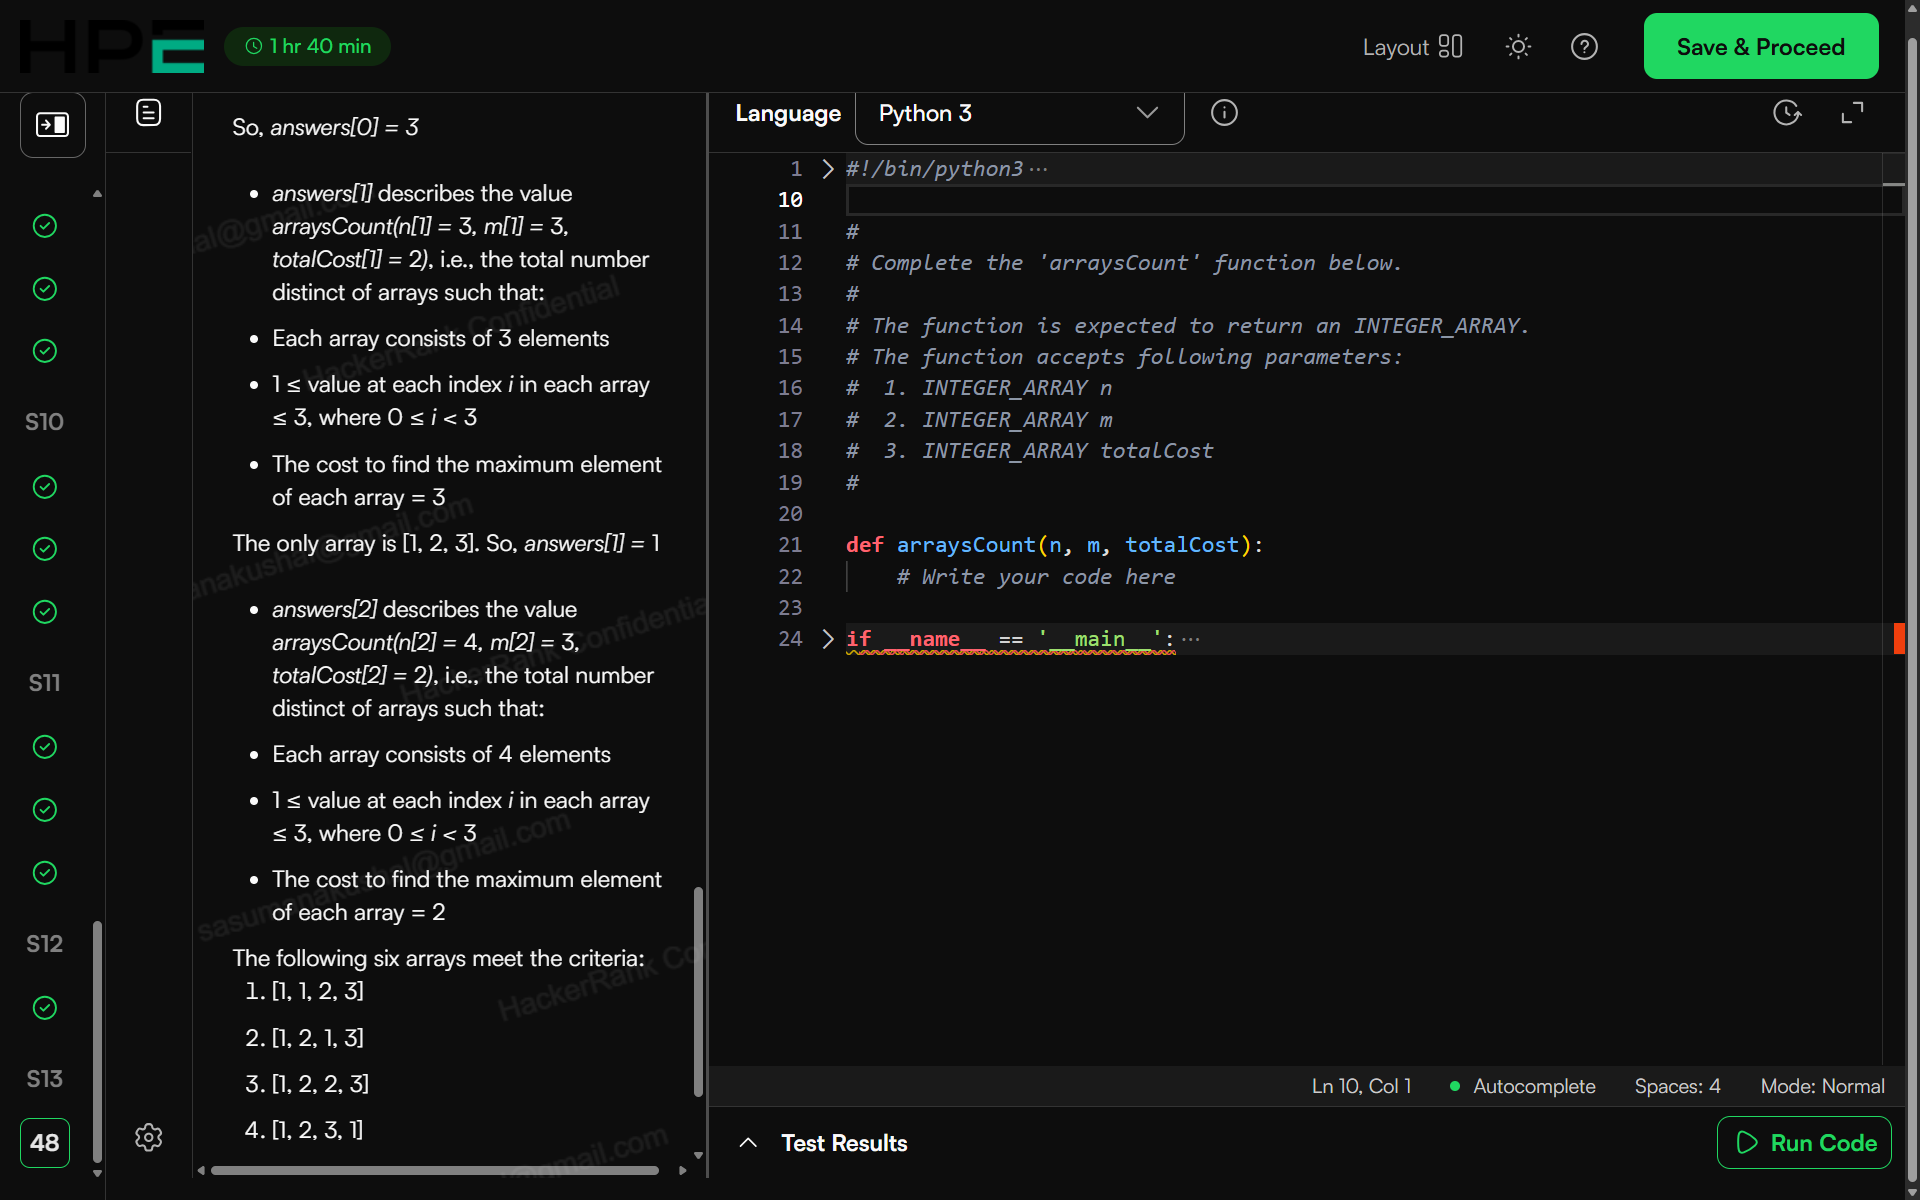 HPE
1 hr 40 min
Layout
Save & Proceed
S10
S11
S12
S13
48
So, answers[0] = 3
answers[1] describes the value
arraysCount(n[1] = 3, m[1] = 3,
totalCost[1] = 2), i.e., the total number
distinct of arrays such that:
Each array consists of 3 elements
1 ≤ value at each index i in each array
≤ 3, where 0 ≤ i < 3
The cost to find the maximum element
of each array = 3
The only array is [1, 2, 3]. So, answers[1] = 1
answers[2] describes the value
arraysCount(n[2] = 4, m[2] = 3,
totalCost[2] = 2), i.e., the total number
distinct of arrays such that:
Each array consists of 4 elements
1 ≤ value at each index i in each array
≤ 3, where 0 ≤ i < 3
The cost to find the maximum element
of each array = 2
The following six arrays meet the criteria:
1. [1, 1, 2, 3]
2. [1, 2, 1, 3]
3. [1, 2, 2, 3]
4. [1, 2, 3, 1]
HackerRank Confidential
HackerRank Confidentia
HackerRank Co
Language
Python 3
1 #!/bin/python3 ···
10
11 #
12 # Complete the 'arraysCount' function below.
13 #
14 # The function is expected to return an INTEGER_ARRAY.
15 # The function accepts following parameters:
16 #  1. INTEGER_ARRAY n
17 #  2. INTEGER_ARRAY m
18 #  3. INTEGER_ARRAY totalCost
19 #
20
21 def arraysCount(n, m, totalCost):
22     # Write your code here
23
24 if __name__ == '__main__': ···
Ln 10, Col 1
Autocomplete
Spaces: 4
Mode: Normal
Test Results
Run Code